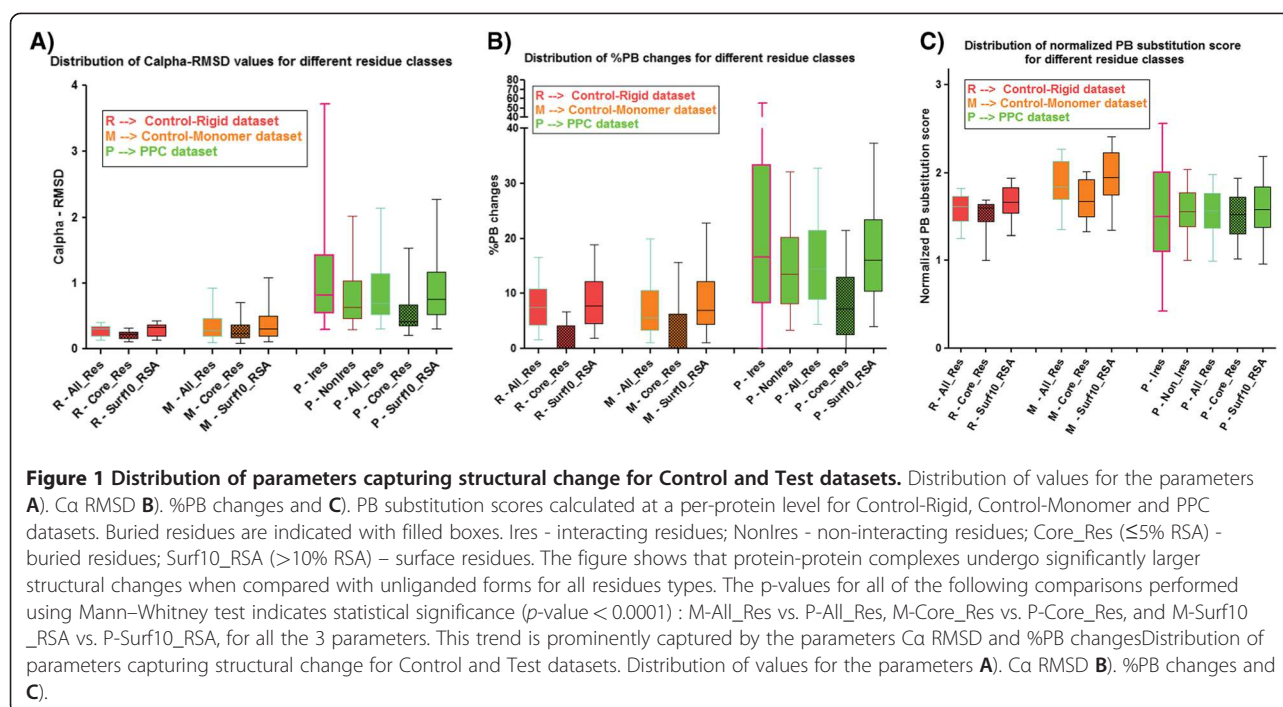 A)
Distribution of Calpha-RMSD values for different residue classes
R --> Control-Rigid dataset
M --> Control-Monomer dataset
P --> PPC dataset
Calpha - RMSD
4
3
2
1
0
R - All_Res
R - Core_Res
R - Surf10_RSA
M - All_Res
M - Core_Res
M - Surf10_RSA
P - Ires
P - NonIres
P - All_Res
P - Core_Res
P - Surf10_RSA
B)
Distribution of %PB changes for different residue classes
R --> Control-Rigid dataset
M --> Control-Monomer dataset
P --> PPC dataset
%PB changes
80
70
60
50
40
40
30
20
10
0
R - All_Res
R - Core_Res
R - Surf10_RSA
M - All_Res
M - Core_Res
M - Surf10_RSA
P - Ires
P - NonIres
P - All_Res
P - Core_Res
P - Surf10_RSA
C)
Distribution of normalized PB substitution score
for different residue classes
R --> Control-Rigid dataset
M --> Control-Monomer dataset
P --> PPC dataset
Normalized PB substitution score
3
2
1
0
R - All_Res
R - Core_Res
R - Surf10_RSA
M - All_Res
M - Core_Res
M - Surf10_RSA
P - Ires
P - Non_Ires
P - All_Res
P - Core_Res
P - Surf10_RSA
Figure 1 Distribution of parameters capturing structural change for Control and Test datasets. Distribution of values for the parameters
A). Cα RMSD B). %PB changes and C). PB substitution scores calculated at a per-protein level for Control-Rigid, Control-Monomer and PPC
datasets. Buried residues are indicated with filled boxes. Ires - interacting residues; NonIres - non-interacting residues; Core_Res (≤5% RSA) -
buried residues; Surf10_RSA (>10% RSA) – surface residues. The figure shows that protein-protein complexes undergo significantly larger
structural changes when compared with unliganded forms for all residues types. The p-values for all of the following comparisons performed
using Mann–Whitney test indicates statistical significance (p-value < 0.0001) : M-All_Res vs. P-All_Res, M-Core_Res vs. P-Core_Res, and M-Surf10
_RSA vs. P-Surf10_RSA, for all the 3 parameters. This trend is prominently captured by the parameters Cα RMSD and %PB changesDistribution of
parameters capturing structural change for Control and Test datasets. Distribution of values for the parameters A). Cα RMSD B). %PB changes and
C).